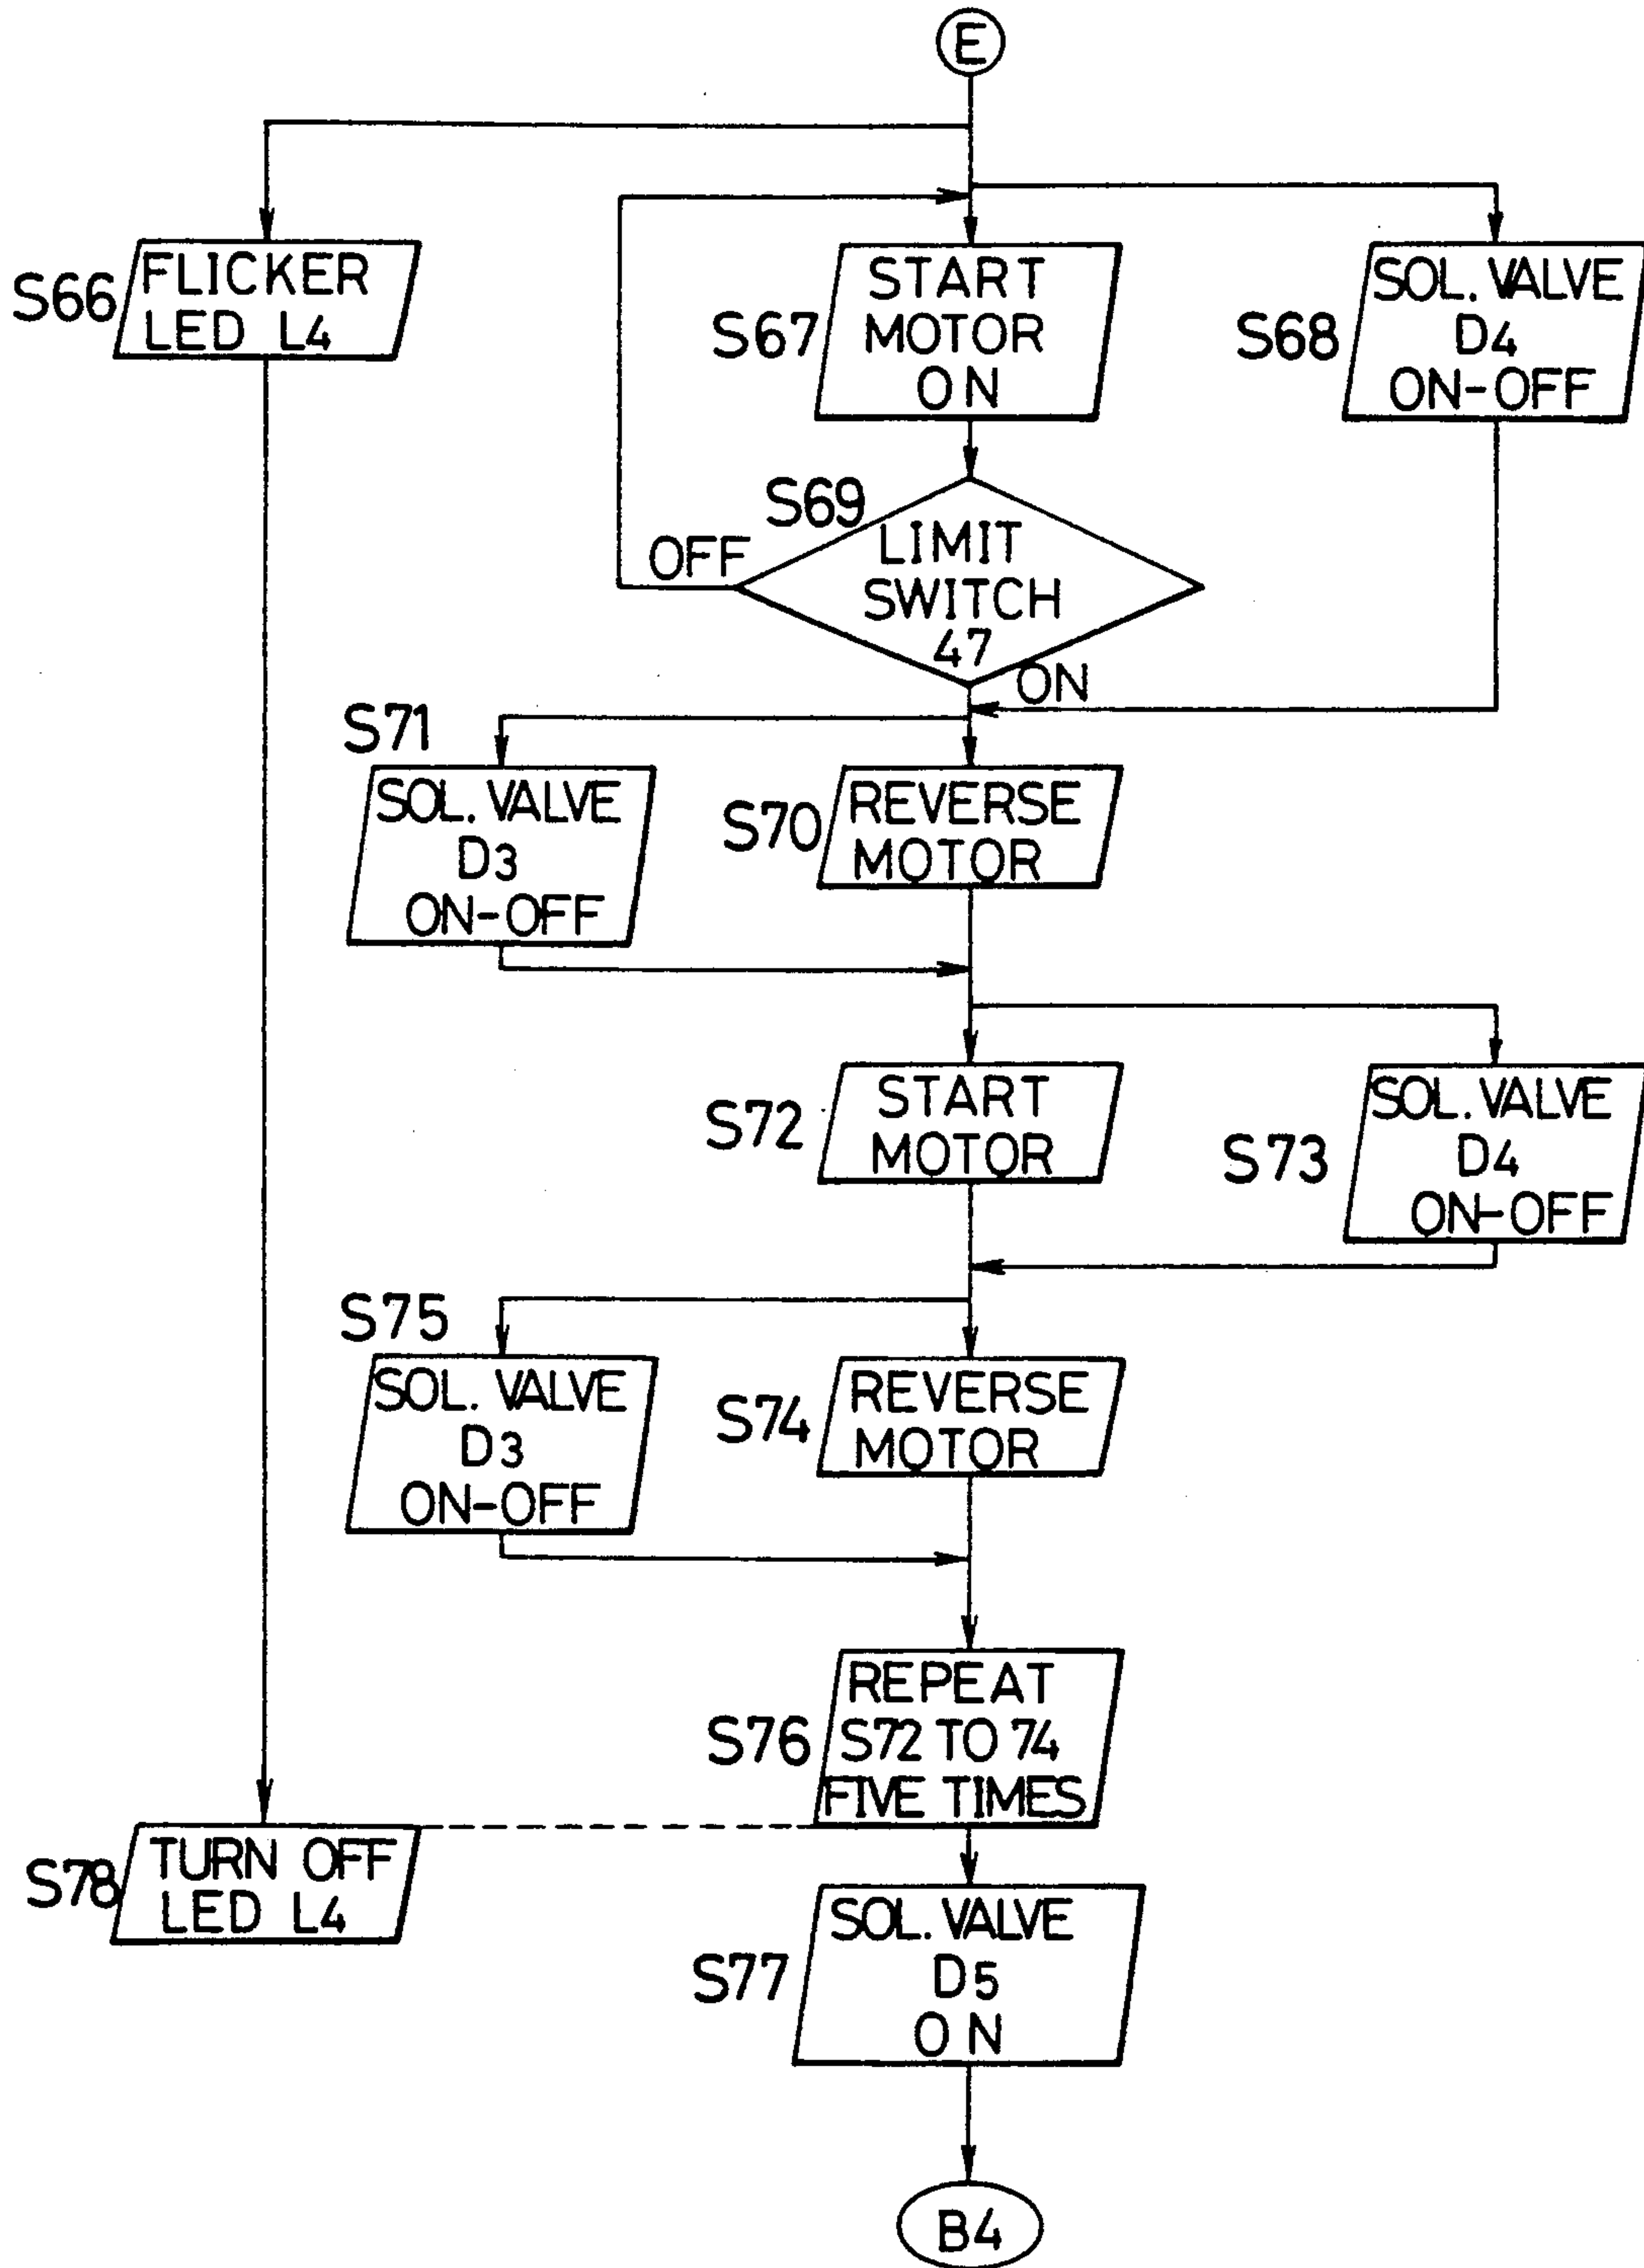 E
S66
FLICKER
LED L4
S67
START
MOTOR
ON
S68
SOL. VALVE
D4
ON-OFF
S69
LIMIT
SWITCH
47
OFF
ON
S71
SOL. VALVE
D3
ON-OFF
S70
REVERSE
MOTOR
S72
START
MOTOR
S73
SOL. VALVE
D4
ON-OFF
S75
SOL. VALVE
D3
ON-OFF
S74
REVERSE
MOTOR
S76
REPEAT
S72 TO 74
FIVE TIMES
S78
TURN OFF
LED L4
S77
SOL. VALVE
D5
ON
B4